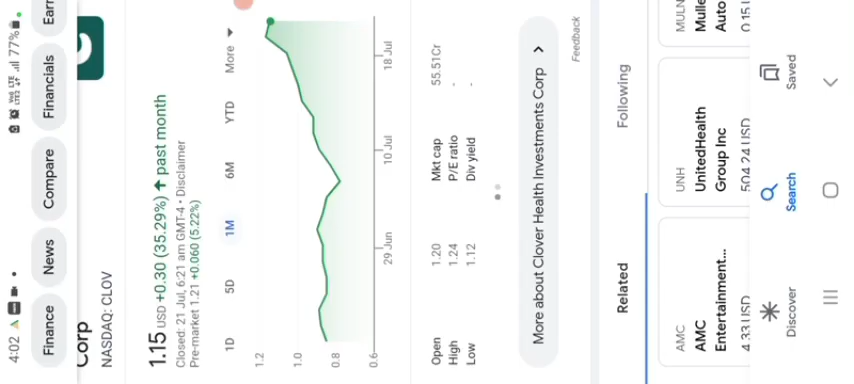 4:02
77%
Finance
News
Compare
Financials
Earn
Corp
NASDAQ: CLOV
1.15 USD +0.30 (35.29%) ↑ past month
Closed: 21 Jul, 6:21 am GMT-4 • Disclaimer
Pre-market 1.21 +0.060 (5.22%)
1D 5D 1M 6M YTD More
1.2
1.0
0.8
0.6
29 Jun 10 Jul 18 Jul
Open 1.20 Mkt cap 55.51Cr
High 1.24 P/E ratio -
Low 1.12 Div yield -
More about Clover Health Investments Corp >
Feedback
Related Following
AMC UNH MULN
AMC UnitedHealth Mulle
Entertainment... Group Inc Auto
4.33 USD 504.24 USD 0.15 U
Discover Search Saved